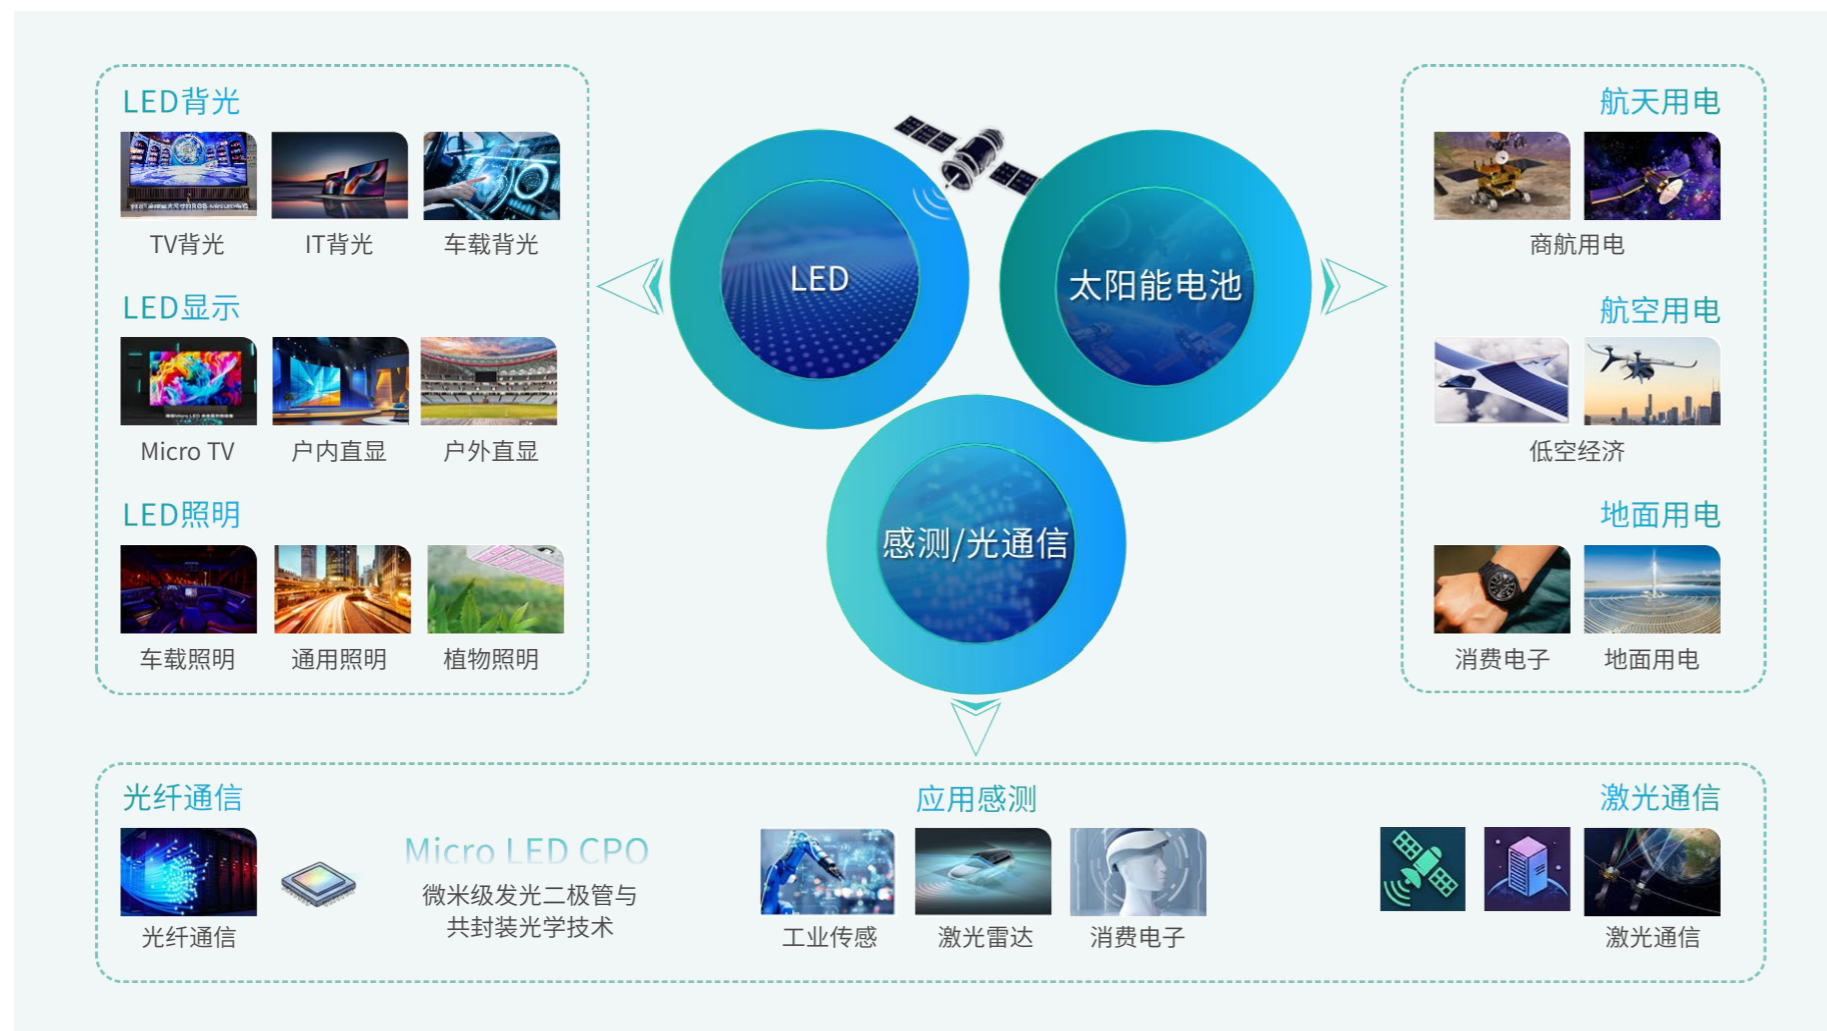 LED背光
TV背光
IT背光
车载背光
LED显示
Micro TV
户内直显
户外直显
LED照明
车载照明
通用照明
植物照明
LED
太阳能电池
感测/光通信
航天用电
商航用电
航空用电
低空经济
地面用电
消费电子
地面用电
光纤通信
光纤通信
Micro LED CPO
微米级发光二极管与
共封装光学技术
应用感测
工业传感
激光雷达
消费电子
激光通信
激光通信